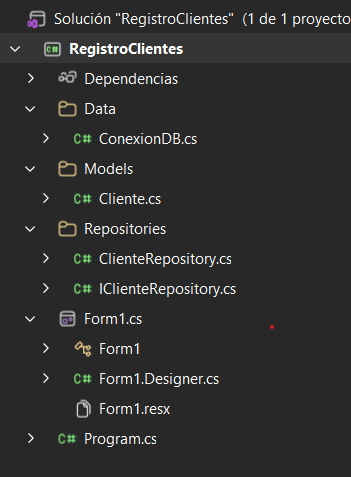 Solución "RegistroClientes" (1 de 1 proyecto
C# RegistroClientes
Dependencias
Data
C# ConexionDB.cs
Models
C# Cliente.cs
Repositories
C# ClienteRepository.cs
C# IClienteRepository.cs
Form1.cs
Form1
C# Form1.Designer.cs
Form1.resx
C# Program.cs